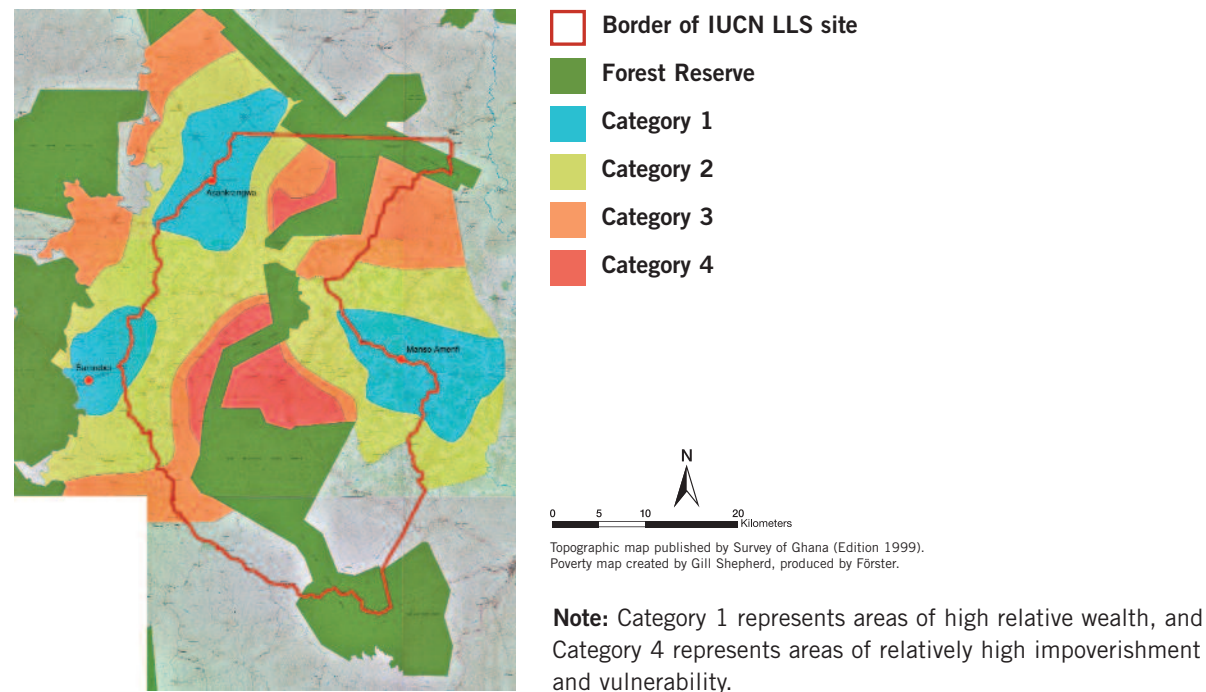 Border of IUCN LLS site
Forest Reserve
Category 1
Category 2
Category 3
Category 4
Asankrangwa
Manso Amenfi
N
0 5 10 20
Kilometers
Topographic map published by Survey of Ghana (Edition 1999).
Poverty map created by Gill Shepherd, produced by Förster.
Note: Category 1 represents areas of high relative wealth, and
Category 4 represents areas of relatively high impoverishment
and vulnerability.